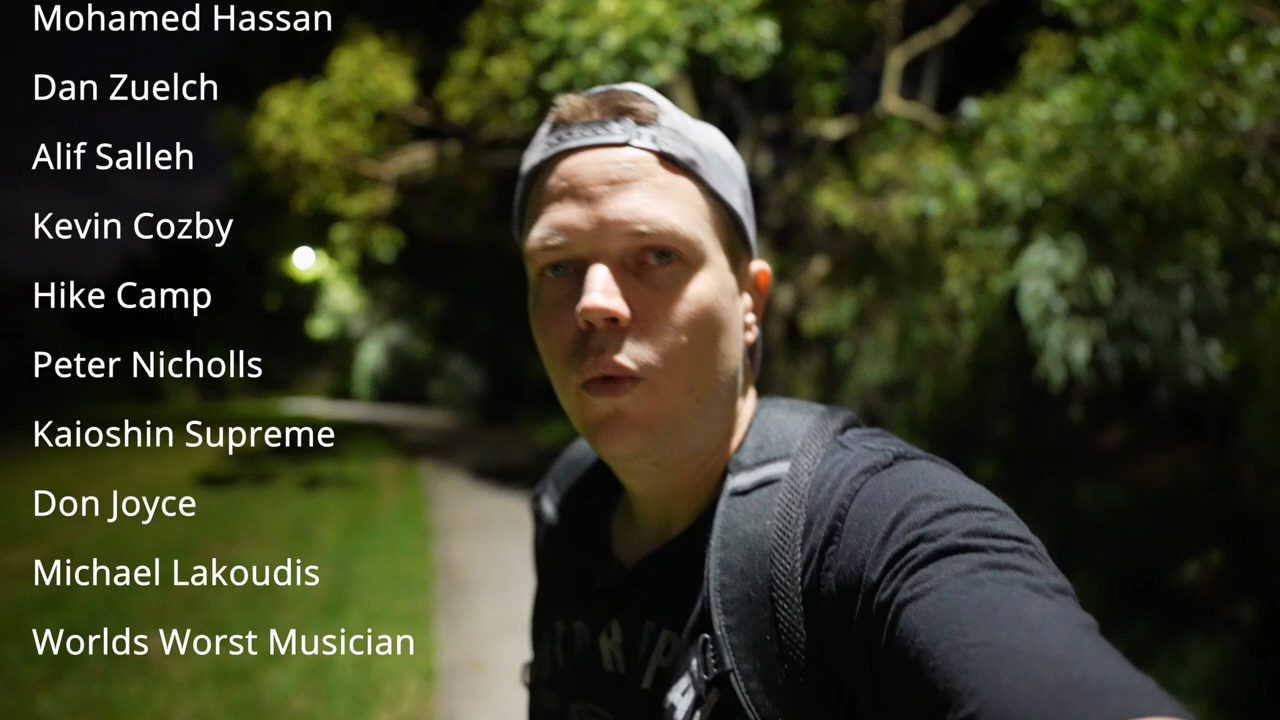 Mohamed Hassan
Dan Zuelch
Alif Salleh
Kevin Cozby
Hike Camp
Peter Nicholls
Kaioshin Supreme
Don Joyce
Michael Lakoudis
Worlds Worst Musician